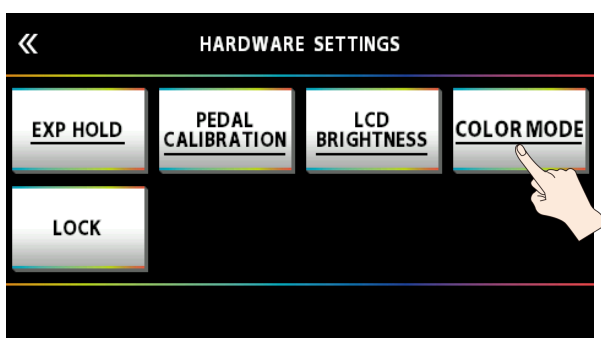 HARDWARE SETTINGS
EXP HOLD
PEDAL
CALIBRATION
LCD
BRIGHTNESS
COLOR MODE
LOCK